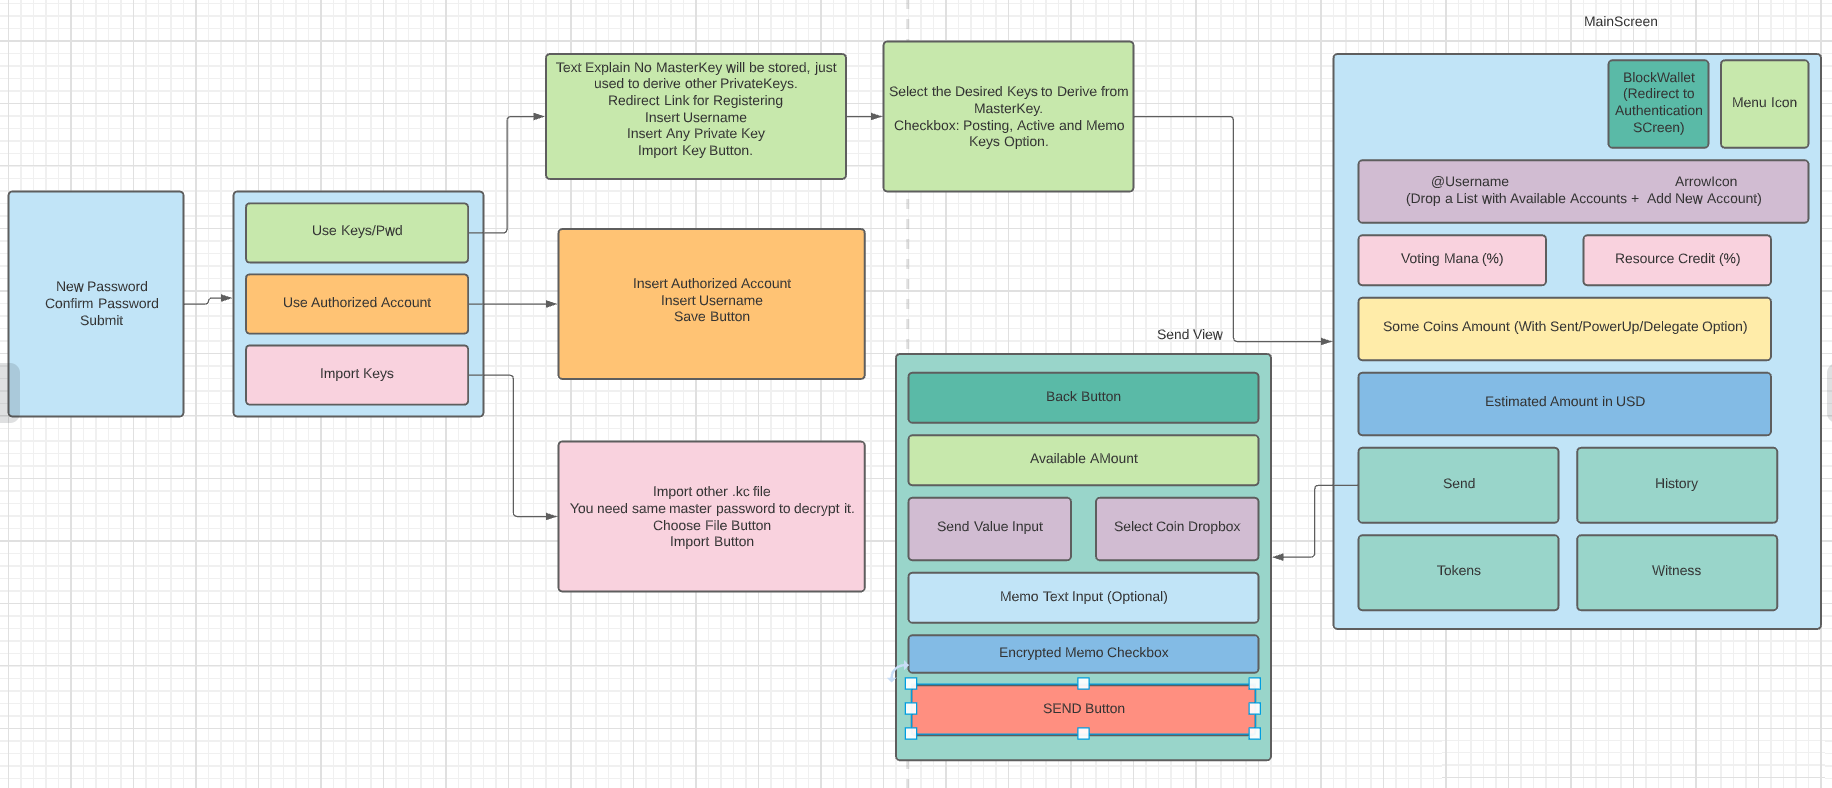 MainScreen
New Password
Confirm Password
Submit
Use Keys/Pwd
Use Authorized Account
Import Keys
Text Explain No MasterKey will be stored, just
used to derive other PrivateKeys.
Redirect Link for Registering
Insert Username
Insert Any Private Key
Import Key Button.
Select the Desired Keys to Derive from
MasterKey.
Checkbox: Posting, Active and Memo
Keys Option.
Insert Authorized Account
Insert Username
Save Button
Import other .kc file
You need same master password to decrypt it.
Choose File Button
Import Button
Send View
Back Button
Available AMount
Send Value Input
Select Coin Dropbox
Memo Text Input (Optional)
Encrypted Memo Checkbox
SEND Button
BlockWallet
(Redirect to
Authentication
SCreen)
Menu Icon
@Username ArrowIcon
(Drop a List with Available Accounts + Add New Account)
Voting Mana (%)
Resource Credit (%)
Some Coins Amount (With Sent/PowerUp/Delegate Option)
Estimated Amount in USD
Send
History
Tokens
Witness